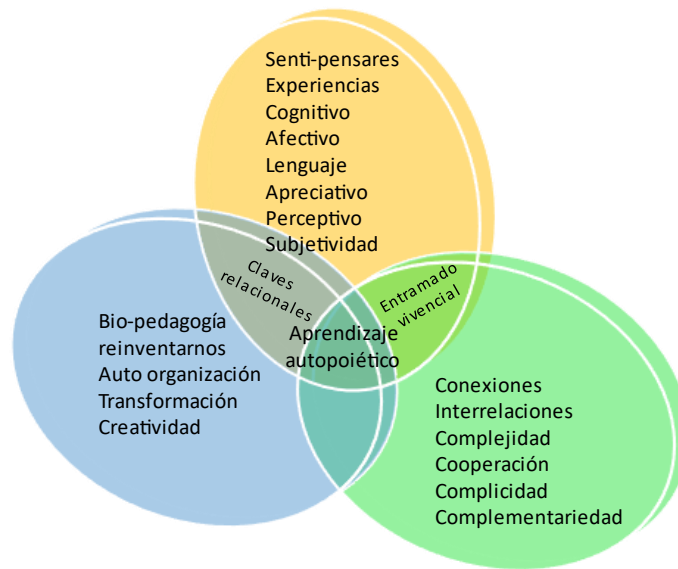 Senti-pensares
Experiencias
Cognitivo
Afectivo
Lenguaje
Apreciativo
Perceptivo
Subjetividad
Claves
relacionales
Entramado
vivencial
Aprendizaje
autopoiético
Bio-pedagogía
reinventarnos
Auto organización
Transformación
Creatividad
Conexiones
Interrelaciones
Complejidad
Cooperación
Complicidad
Complementariedad